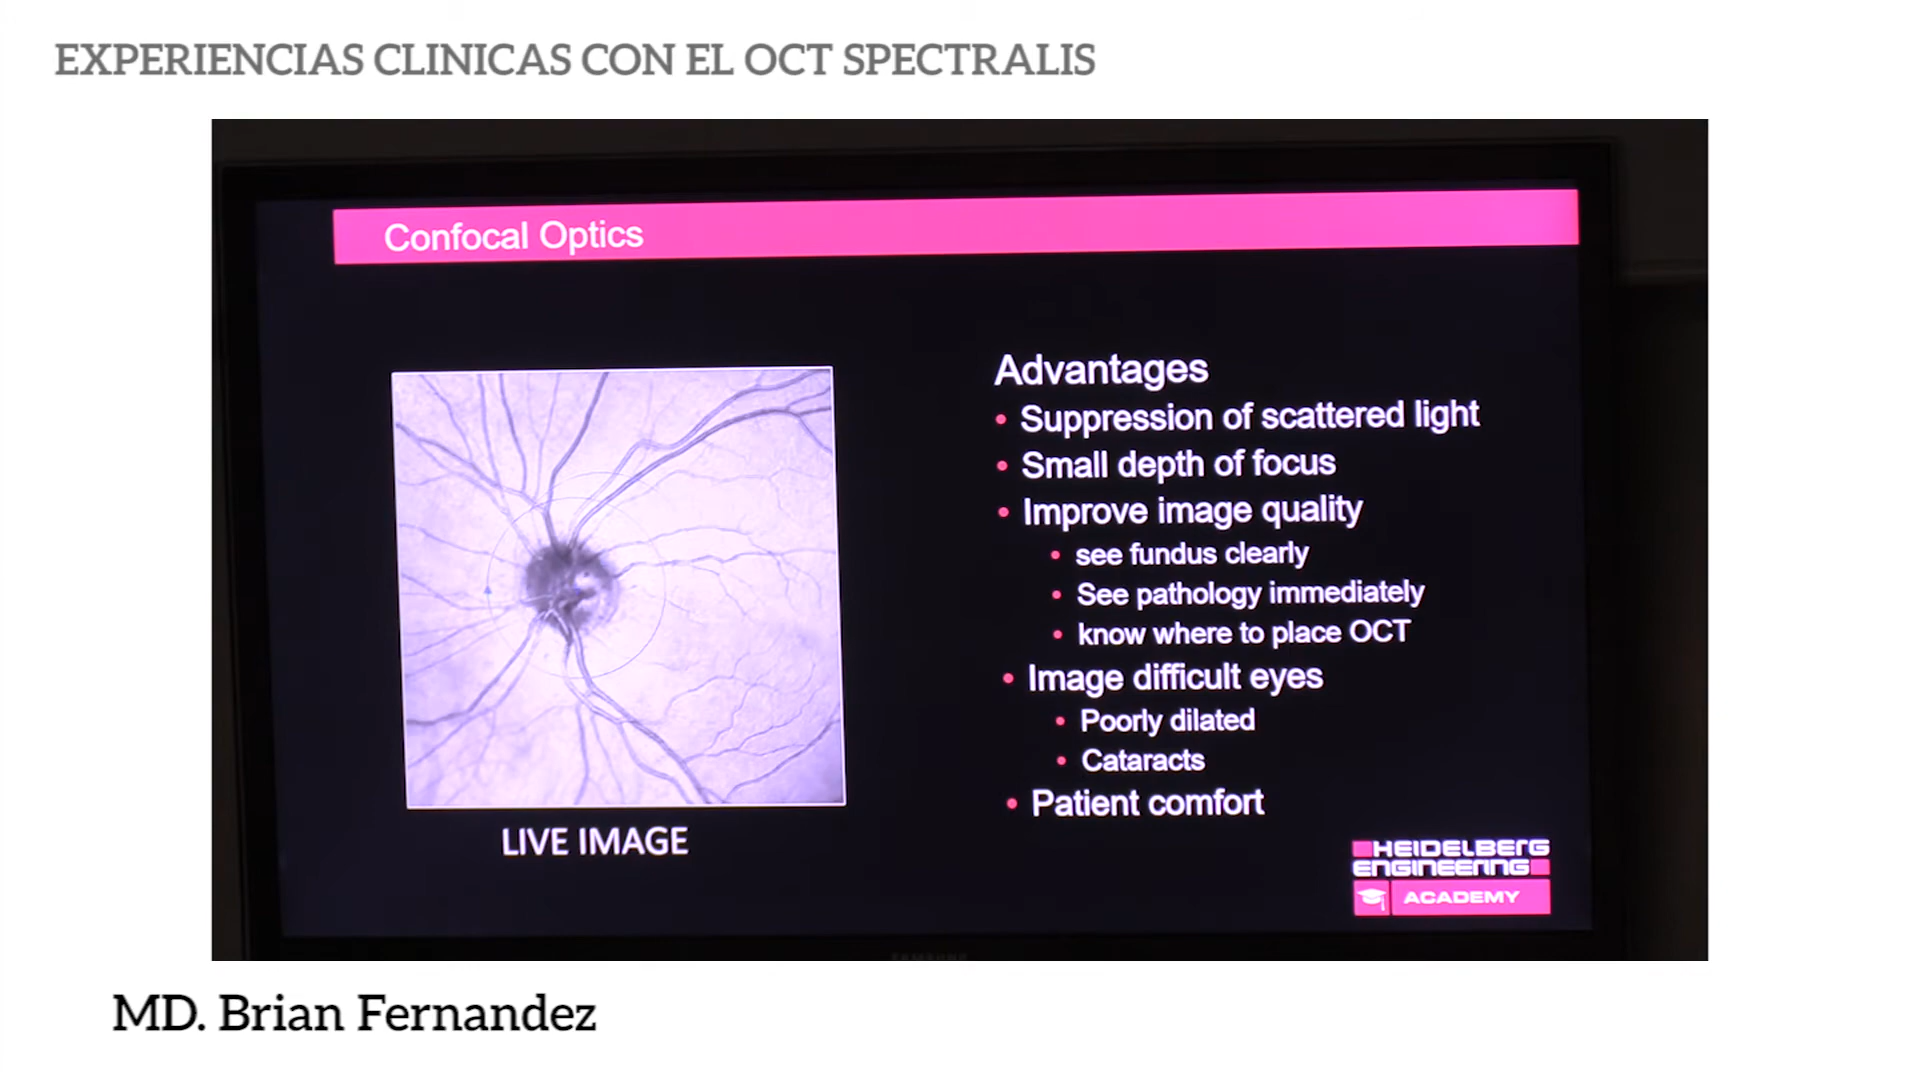 EXPERIENCIAS CLINICAS CON EL OCT SPECTRALIS
Confocal Optics
Advantages
• Suppression of scattered light
• Small depth of focus
• Improve image quality
• see fundus clearly
• See pathology immediately
• know where to place OCT
• Image difficult eyes
• Poorly dilated
• Cataracts
• Patient comfort
LIVE IMAGE
HEIDELBERG
ENGINEERING
ACADEMY
SAMSUNG
MD. Brian Fernandez